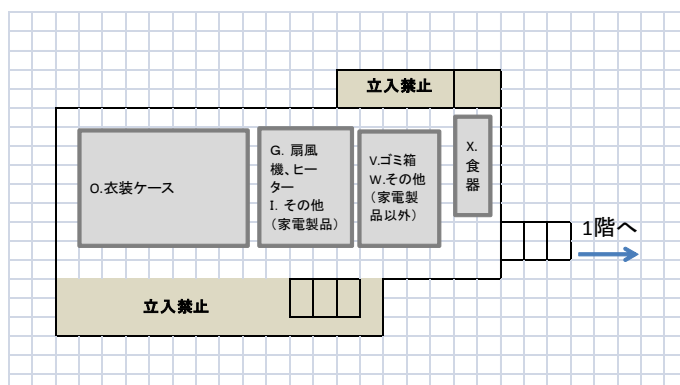 立入禁止
O.衣装ケース
G. 扇風
機、ヒー
ター
I. その他
（家電製品）
V.ゴミ箱
W.その他
（家電製
品以外）
X.
食
器
1階へ
立入禁止